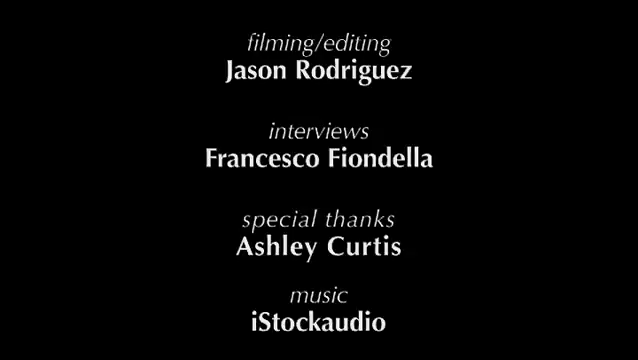 filming/editing
Jason Rodriguez
interviews
Francesco Fiondella
special thanks
Ashley Curtis
music
iStockaudio